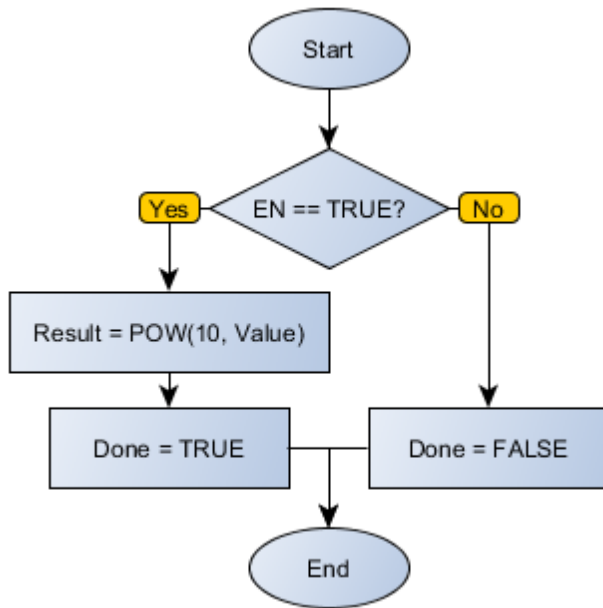 Start
EN == TRUE?
Yes
No
Result = POW(10, Value)
Done = TRUE
Done = FALSE
End